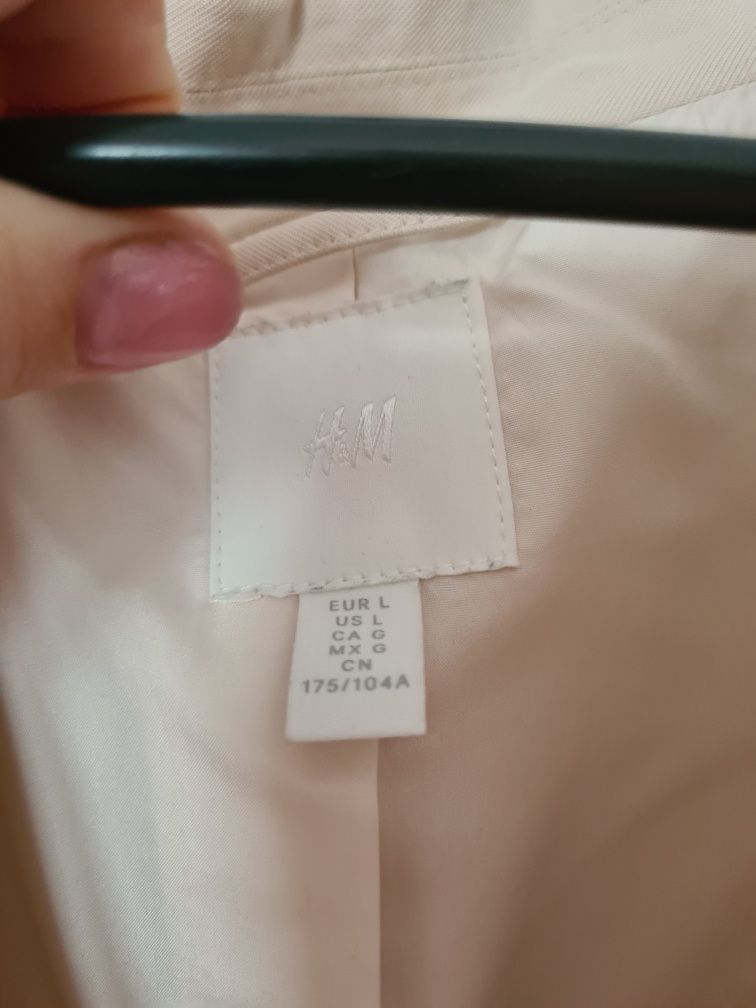 H&M
EUR L
US L
CA G
MX G
CN
175/104A